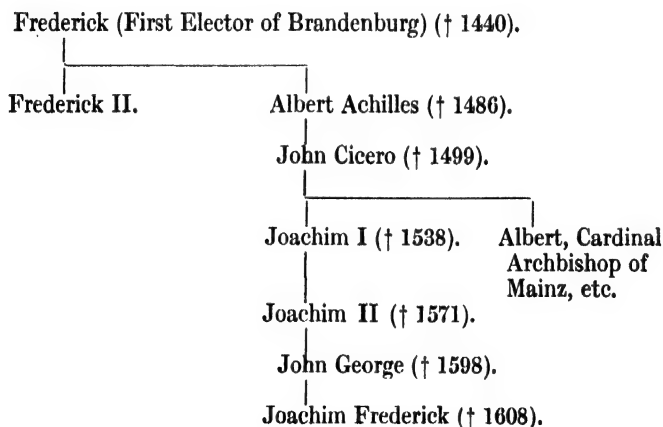 Frederick (First Elector of Brandenburg) († 1440).
Frederick II. Albert Achilles († 1486).
John Cicero († 1499).
Joachim I († 1538). Albert, Cardinal
Archbishop of
Mainz, etc.
Joachim II († 1571).
John George († 1598).
Joachim Frederick († 1608).